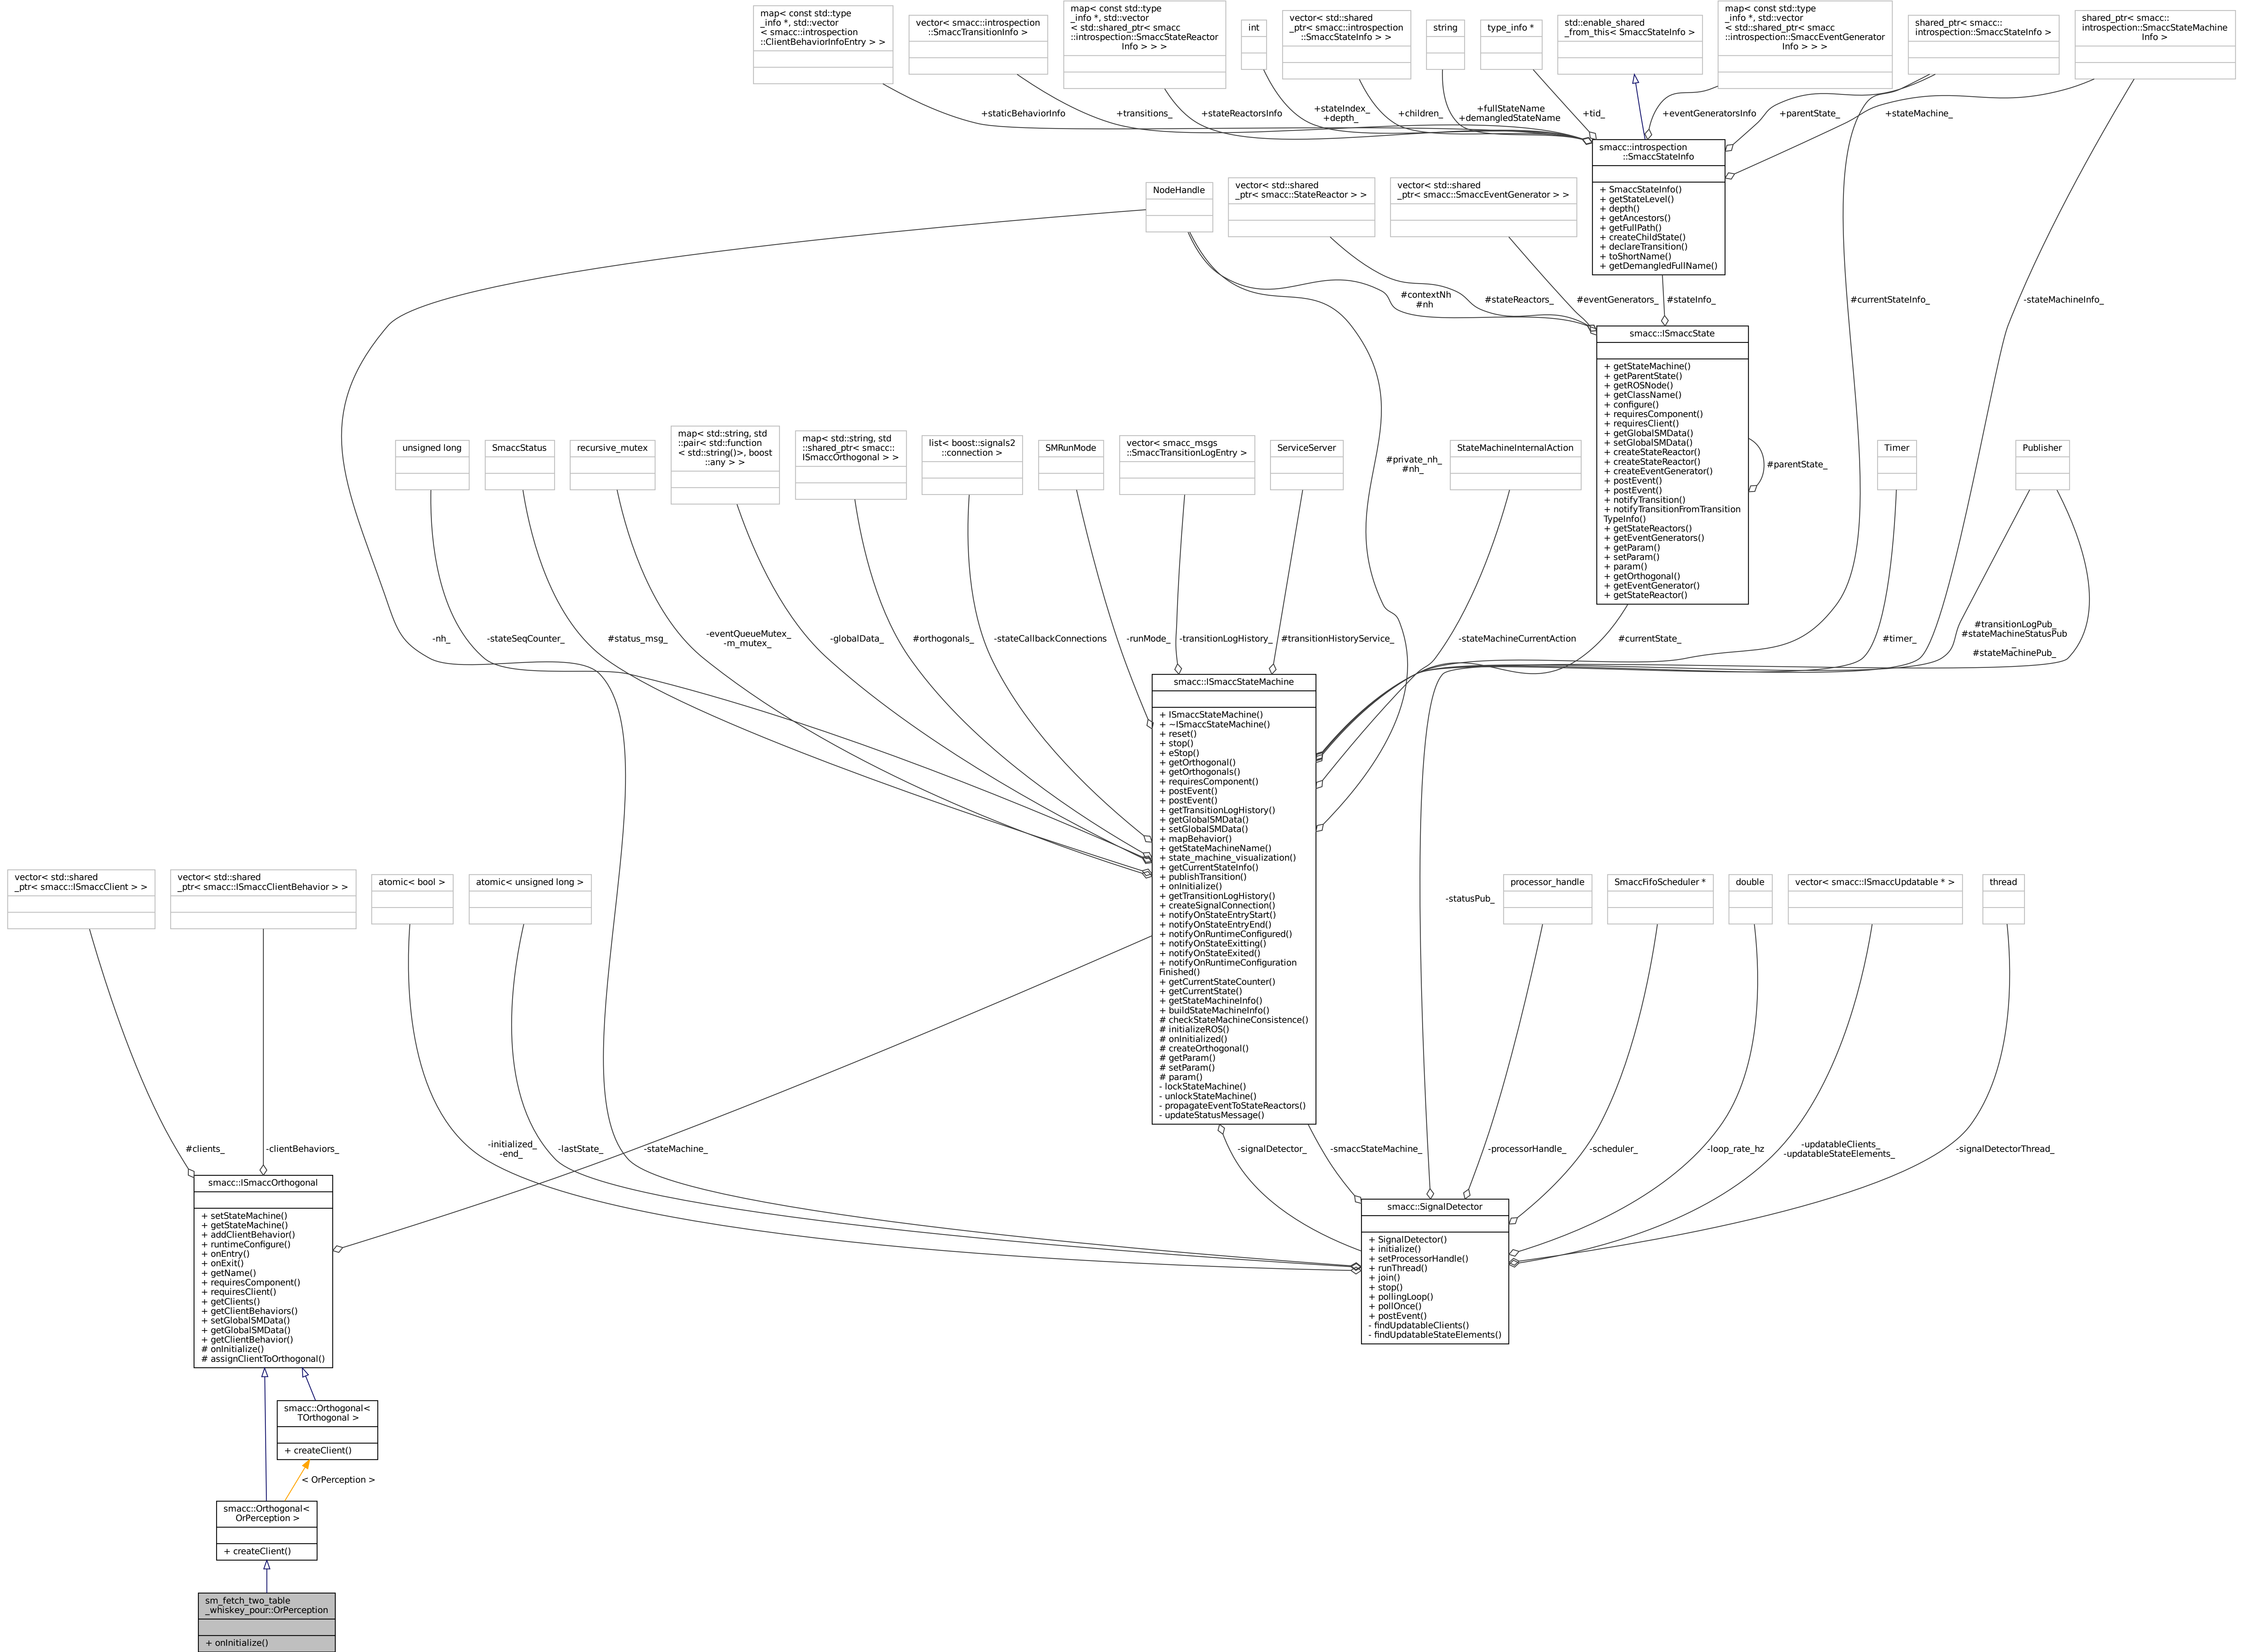 map< const std::type
_info *, std::vector
< smacc::introspection
::ClientBehaviorInfoEntry > >
vector< smacc::introspection
::SmaccTransitionInfo >
map< const std::type
_info *, std::vector
< std::shared_ptr< smacc
::introspection::SmaccStateReactor
Info > > >
int
vector< std::shared
_ptr< smacc::introspection
::SmaccStateInfo > >
string
type_info *
std::enable_shared
_from_this< SmaccStateInfo >
map< const std::type
_info *, std::vector
< std::shared_ptr< smacc
::introspection::SmaccEventGenerator
Info > > >
shared_ptr< smacc::
introspection::SmaccStateInfo >
shared_ptr< smacc::
introspection::SmaccStateMachine
Info >
+staticBehaviorInfo
+transitions_
+stateReactorsInfo
+stateIndex_
+depth_
+children_
+fullStateName
+demangledStateName
+tid_
+eventGeneratorsInfo
+parentState_
+stateMachine_
smacc::introspection
::SmaccStateInfo
+ SmaccStateInfo()
+ getStateLevel()
+ depth()
+ getAncestors()
+ getFullPath()
+ createChildState()
+ declareTransition()
+ toShortName()
+ getDemangledFullName()
NodeHandle
vector< std::shared
_ptr< smacc::StateReactor > >
vector< std::shared
_ptr< smacc::SmaccEventGenerator > >
#contextNh
#nh
#stateReactors_
#eventGenerators_
#stateInfo_
#currentStateInfo_
-stateMachineInfo_
smacc::ISmaccState
+ getStateMachine()
+ getParentState()
+ getROSNode()
+ getClassName()
+ configure()
+ requiresComponent()
+ requiresClient()
+ getGlobalSMData()
+ setGlobalSMData()
+ createStateReactor()
+ createStateReactor()
+ createEventGenerator()
+ postEvent()
+ postEvent()
+ notifyTransition()
+ notifyTransitionFromTransition
TypeInfo()
+ getStateReactors()
+ getEventGenerators()
+ getParam()
+ setParam()
+ param()
+ getOrthogonal()
+ getEventGenerator()
+ getStateReactor()
#parentState_
unsigned long
SmaccStatus
recursive_mutex
map< std::string, std
::pair< std::function
< std::string()>, boost
::any > >
map< std::string, std
::shared_ptr< smacc::
ISmaccOrthogonal > >
list< boost::signals2
::connection >
SMRunMode
vector< smacc_msgs
::SmaccTransitionLogEntry >
ServiceServer
#private_nh_
#nh_
StateMachineInternalAction
Timer
Publisher
-nh_
-stateSeqCounter_
#status_msg_
-eventQueueMutex_
-m_mutex_
-globalData_
#orthogonals_
-stateCallbackConnections
-runMode_
-transitionLogHistory_
#transitionHistoryService_
-stateMachineCurrentAction
#currentState_
#timer_
#transitionLogPub_
#stateMachineStatusPub
_
#stateMachinePub_
smacc::ISmaccStateMachine
+ ISmaccStateMachine()
+ ~ISmaccStateMachine()
+ reset()
+ stop()
+ eStop()
+ getOrthogonal()
+ getOrthogonals()
+ requiresComponent()
+ postEvent()
+ postEvent()
+ getTransitionLogHistory()
+ getGlobalSMData()
+ setGlobalSMData()
+ mapBehavior()
+ getStateMachineName()
+ state_machine_visualization()
+ getCurrentStateInfo()
+ publishTransition()
+ onInitialize()
+ getTransitionLogHistory()
+ createSignalConnection()
+ notifyOnStateEntryStart()
+ notifyOnStateEntryEnd()
+ notifyOnRuntimeConfigured()
+ notifyOnStateExitting()
+ notifyOnStateExited()
+ notifyOnRuntimeConfiguration
Finished()
+ getCurrentStateCounter()
+ getCurrentState()
+ getStateMachineInfo()
+ buildStateMachineInfo()
# checkStateMachineConsistence()
# initializeROS()
# onInitialized()
# createOrthogonal()
# getParam()
# setParam()
# param()
- lockStateMachine()
- unlockStateMachine()
- propagateEventToStateReactors()
- updateStatusMessage()
vector< std::shared
_ptr< smacc::ISmaccClient > >
vector< std::shared
_ptr< smacc::ISmaccClientBehavior > >
atomic< bool >
atomic< unsigned long >
-statusPub_
processor_handle
SmaccFifoScheduler *
double
vector< smacc::ISmaccUpdatable * >
thread
#clients_
-clientBehaviors_
-initialized_
-end_
-lastState_
-stateMachine_
-signalDetector_
-smaccStateMachine_
-processorHandle_
-scheduler_
-loop_rate_hz
-updatableClients_
-updatableStateElements_
-signalDetectorThread_
smacc::ISmaccOrthogonal
+ setStateMachine()
+ getStateMachine()
+ addClientBehavior()
+ runtimeConfigure()
+ onEntry()
+ onExit()
+ getName()
+ requiresComponent()
+ requiresClient()
+ getClients()
+ getClientBehaviors()
+ setGlobalSMData()
+ getGlobalSMData()
+ getClientBehavior()
# onInitialize()
# assignClientToOrthogonal()
smacc::SignalDetector
+ SignalDetector()
+ initialize()
+ setProcessorHandle()
+ runThread()
+ join()
+ stop()
+ pollingLoop()
+ pollOnce()
+ postEvent()
- findUpdatableClients()
- findUpdatableStateElements()
smacc::Orthogonal<
TOrthogonal >
+ createClient()
< OrPerception >
smacc::Orthogonal<
OrPerception >
+ createClient()
sm_fetch_two_table
_whiskey_pour::OrPerception
+ onInitialize()